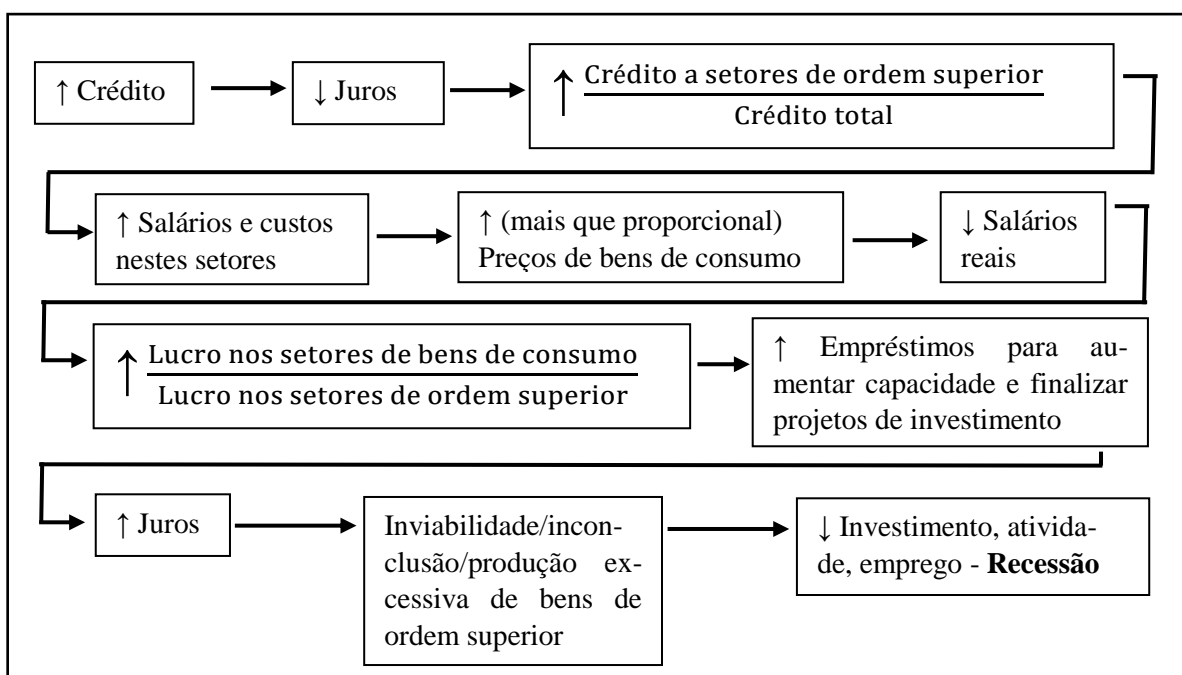 ↑ Crédito
↓ Juros
↑ Crédito a setores de ordem superior
Crédito total
↑ Salários e custos
nestes setores
↑ (mais que proporcional)
Preços de bens de consumo
↓ Salários
reais
↑ Lucro nos setores de bens de consumo
Lucro nos setores de ordem superior
↑ Empréstimos para au-
mentar capacidade e finalizar
projetos de investimento
↑ Juros
Inviabilidade/incon-
clusão/produção ex-
cessiva de bens de
ordem superior
↓ Investimento, ativida-
de, emprego - Recessão